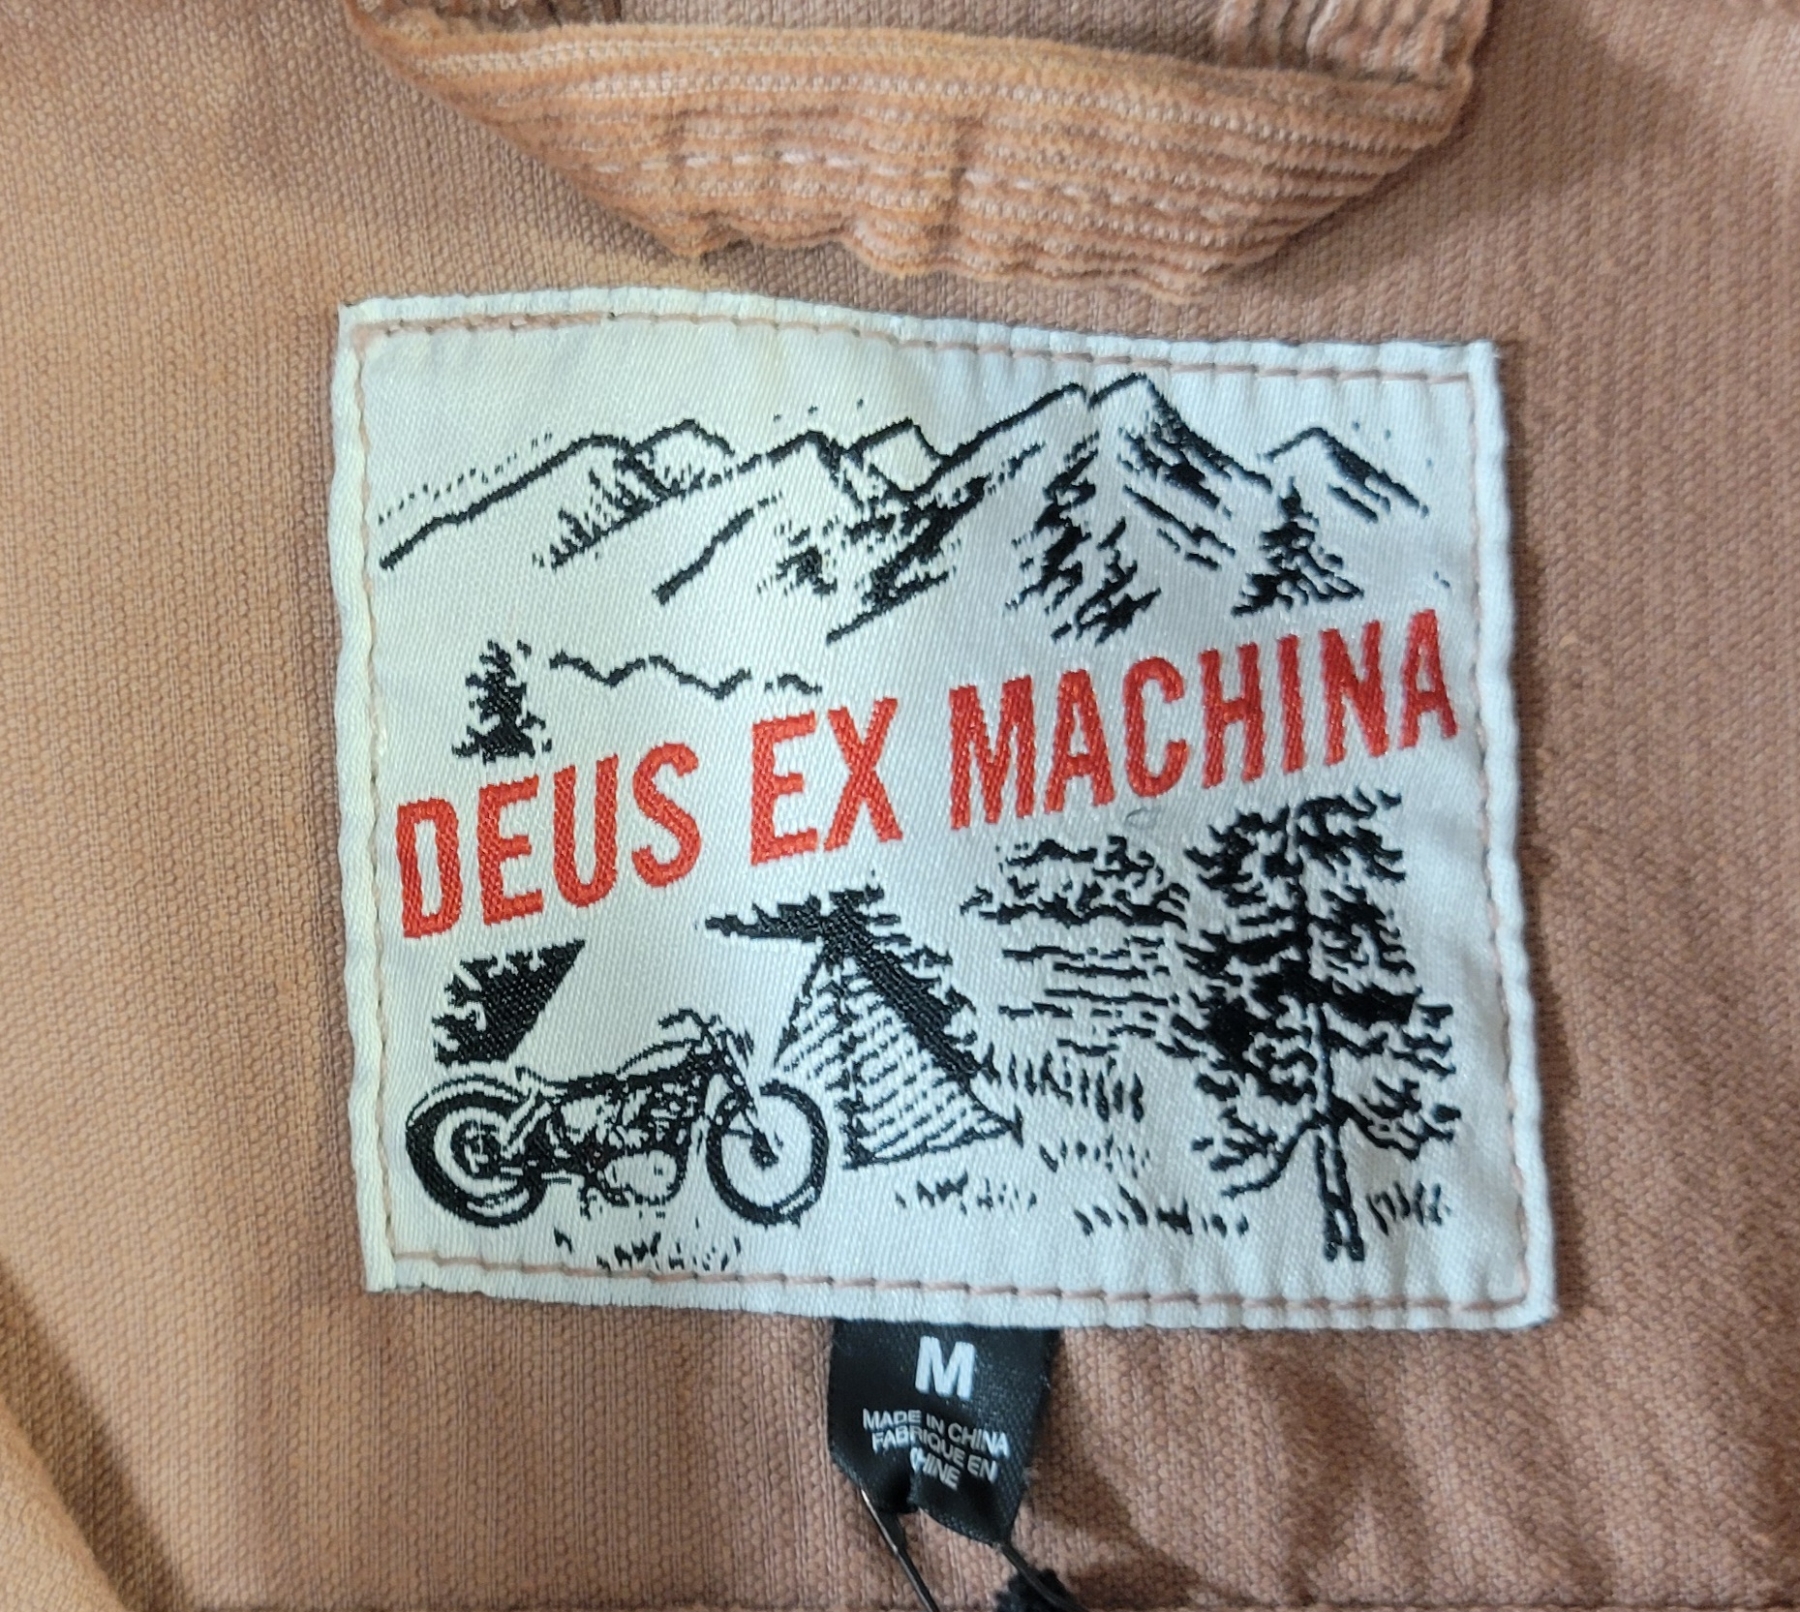 DEUS EX MACHINA
M
MADE IN CHINA
FABRIQUE EN
CHINE